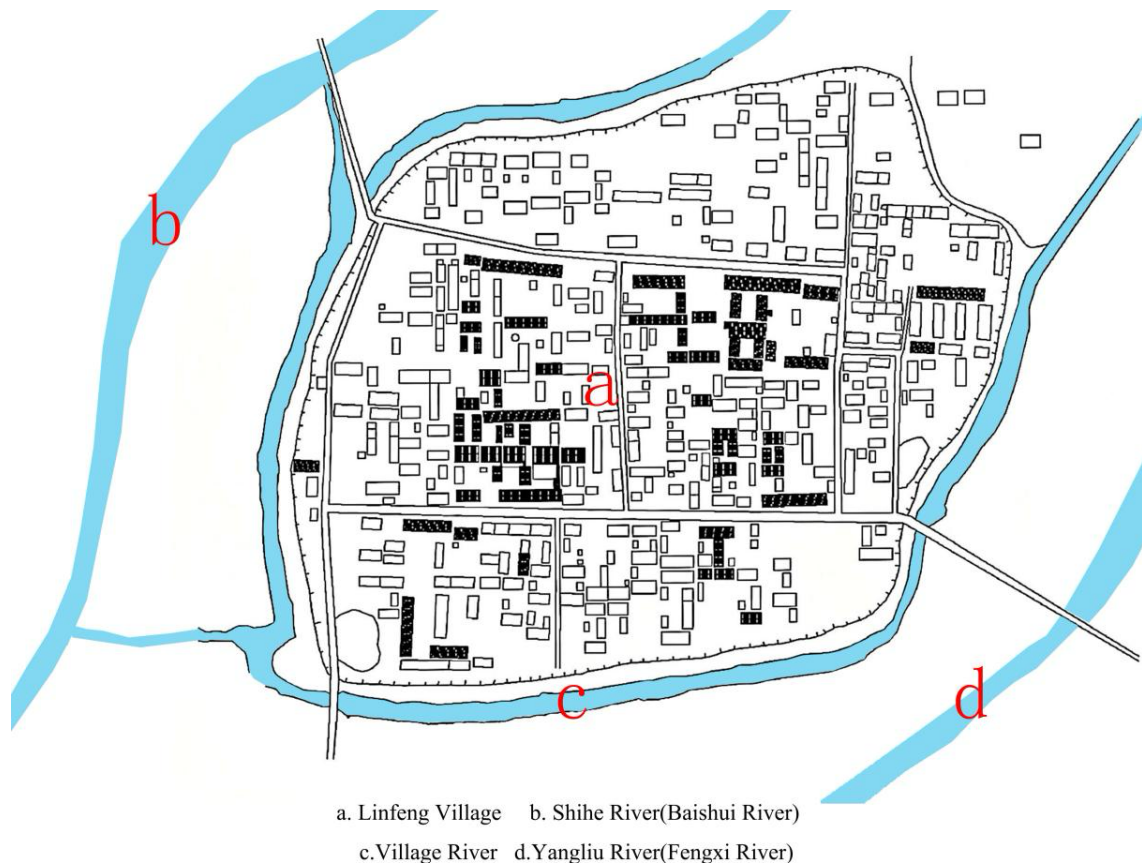 b
a
c
d
a. Linfeng Village b. Shihe River(Baishui River)
c.Village River d.Yangliu River(Fengxi River)